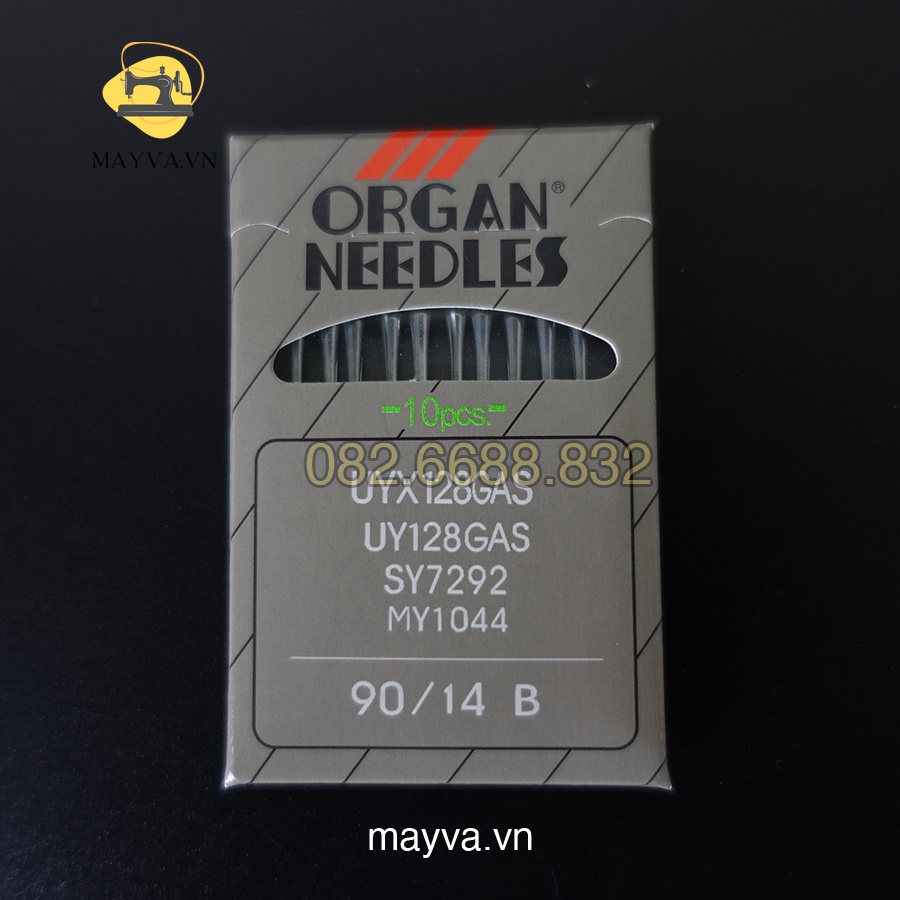 MAYVA.VN
ORGAN®
NEEDLES
-10pcs.-
082.6688.832
UYX128GAS
UY128GAS
SY7292
MY1044
90/14 B
mayva.vn